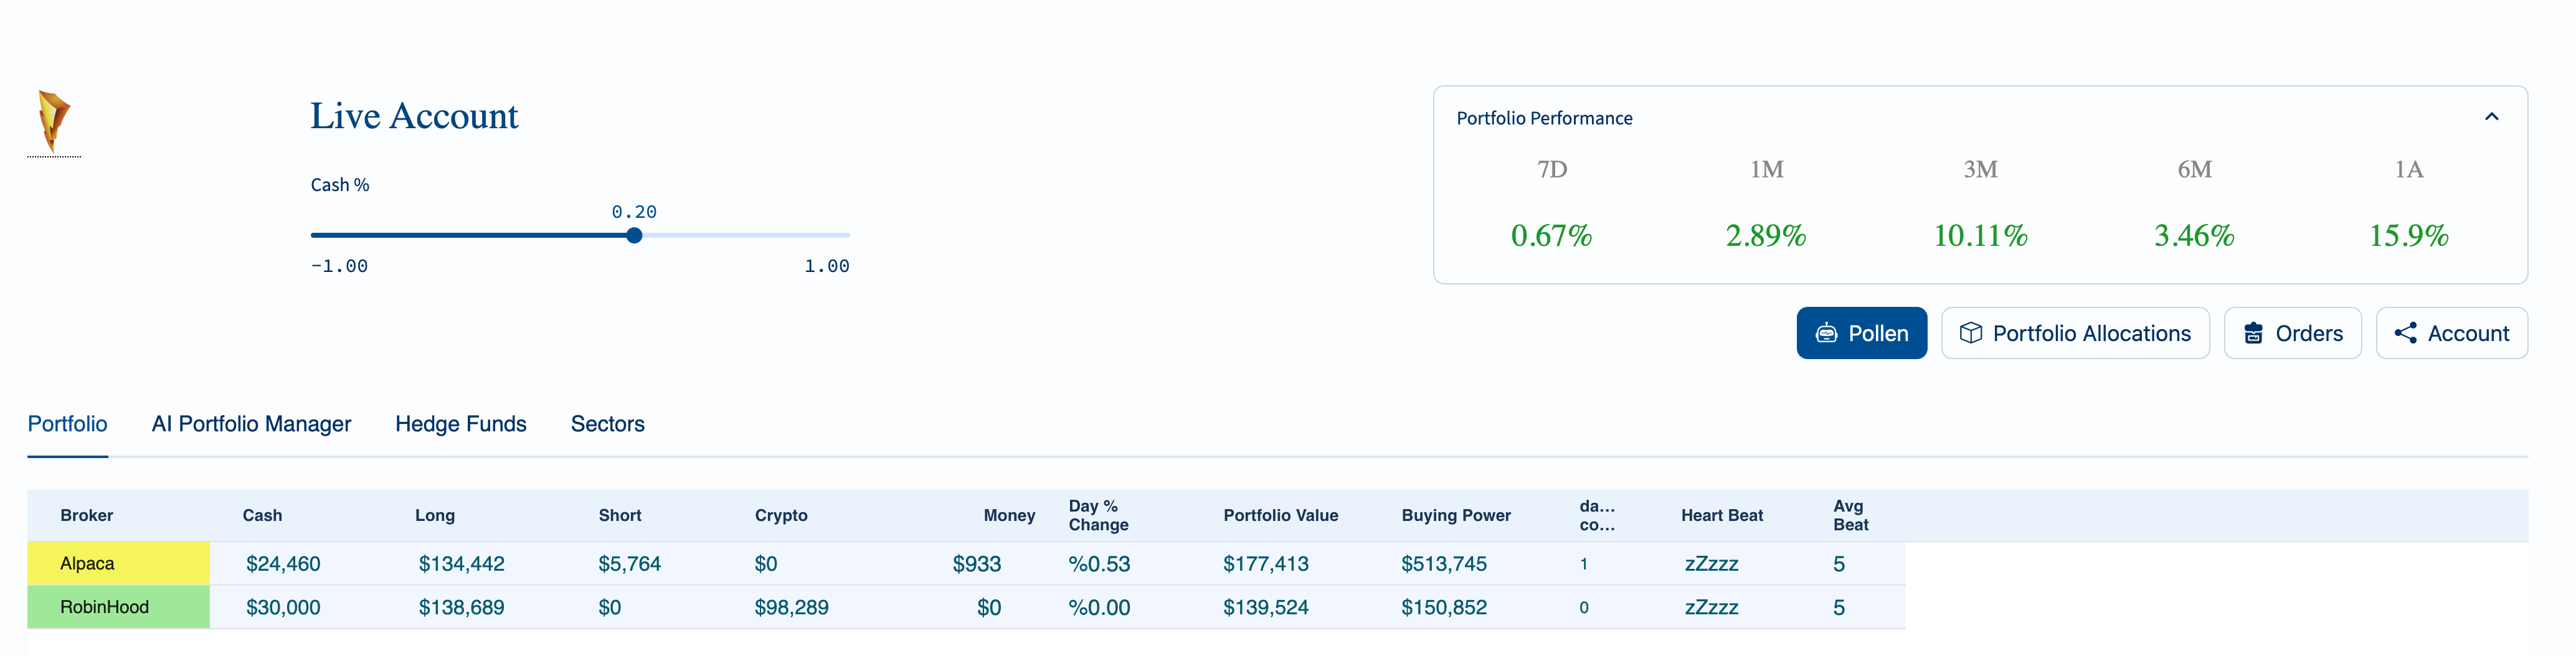 Live Account
Cash %
0.20
-1.00 1.00
Portfolio Performance
7D 1M 3M 6M 1A
0.67% 2.89% 10.11% 3.46% 15.9%
Pollen Portfolio Allocations Orders Account
Portfolio AI Portfolio Manager Hedge Funds Sectors
Broker Cash Long Short Crypto Money Day % Change Portfolio Value Buying Power da... co... Heart Beat Avg Beat
Alpaca $24,460 $134,442 $5,764 $0 $933 %0.53 $177,413 $513,745 1 zZzzz 5
RobinHood $30,000 $138,689 $0 $98,289 $0 %0.00 $139,524 $150,852 0 zZzzz 5